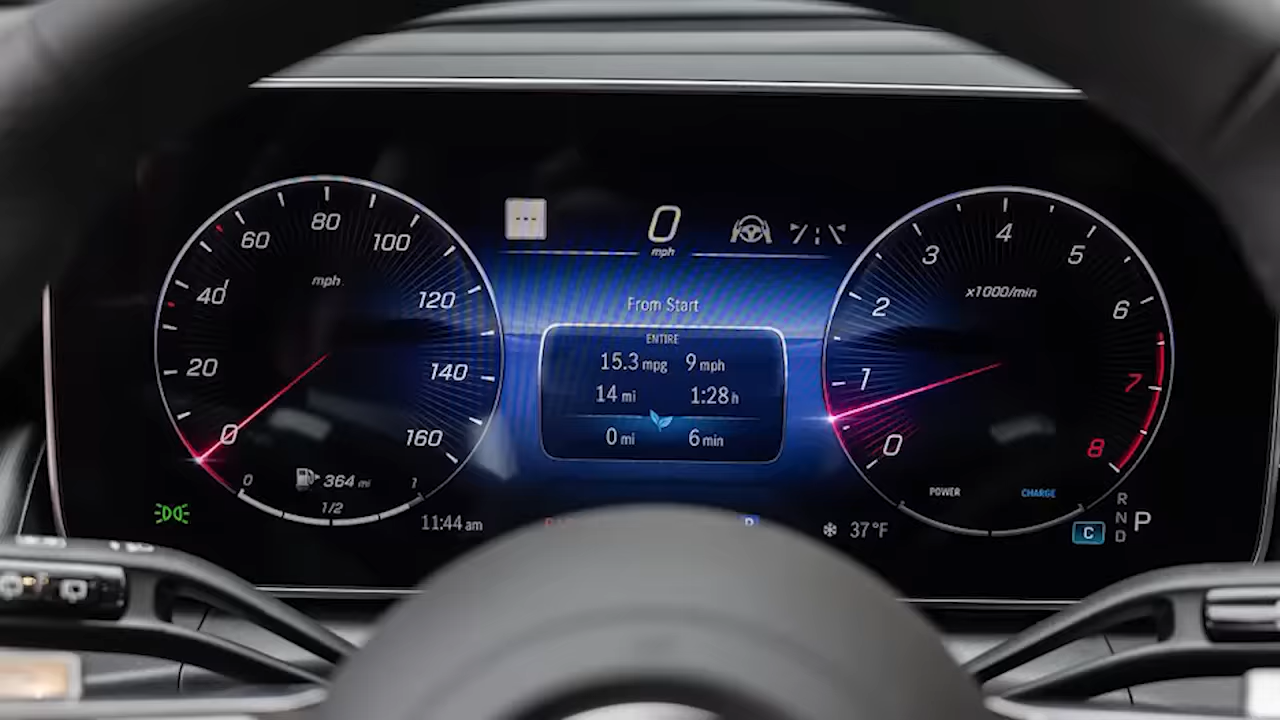 80
60
100
mph
40
120
20
140
0
160
364 mi
0
1
1/2
11:44 am
0
mph
From Start
ENTIRE
15.3 mpg 9 mph
14 mi 1:28 h
0 mi 6 min
4
3
5
x1000/min
2
6
1
7
0
8
POWER
CHARGE
37°F
C
R
N
D
P